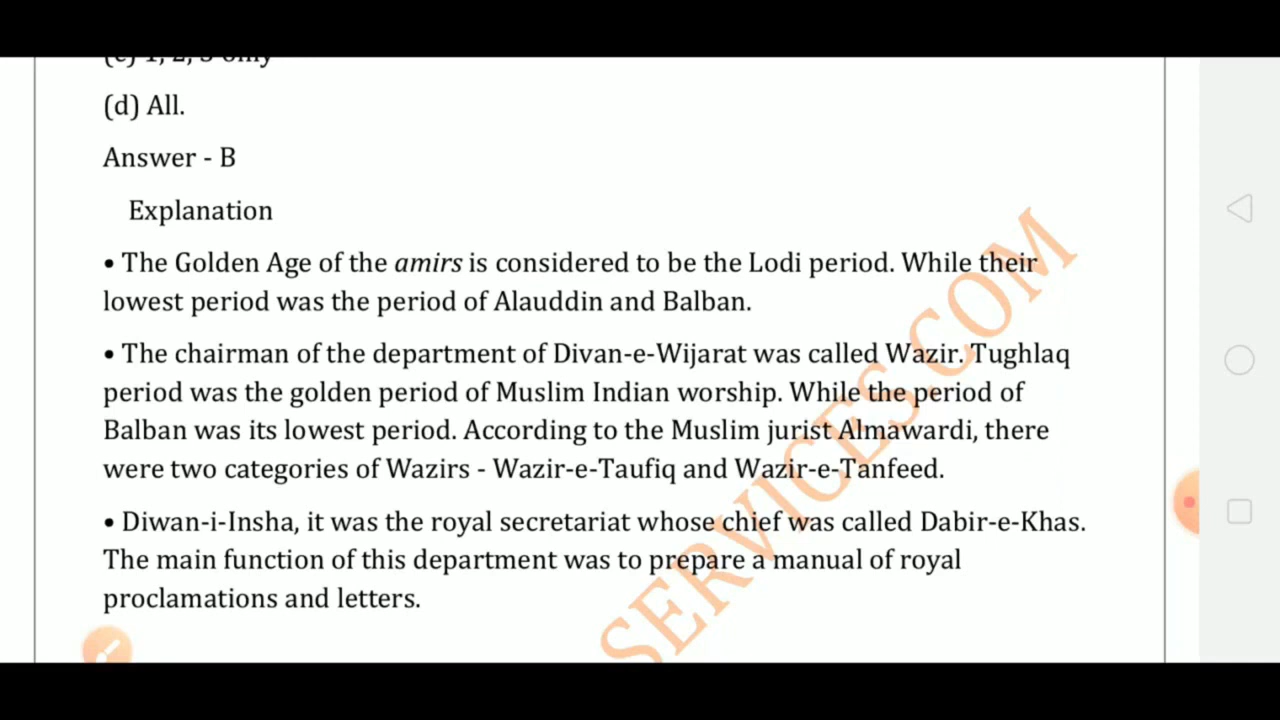 (c) 1, 2, 3 only
(d) All.
Answer - B
Explanation
• The Golden Age of the amirs is considered to be the Lodi period. While their
lowest period was the period of Alauddin and Balban.
• The chairman of the department of Divan-e-Wijarat was called Wazir. Tughlaq
period was the golden period of Muslim Indian worship. While the period of
Balban was its lowest period. According to the Muslim jurist Almawardi, there
were two categories of Wazirs - Wazir-e-Taufiq and Wazir-e-Tanfeed.
• Diwan-i-Insha, it was the royal secretariat whose chief was called Dabir-e-Khas.
The main function of this department was to prepare a manual of royal
proclamations and letters.
SERVICES.COM